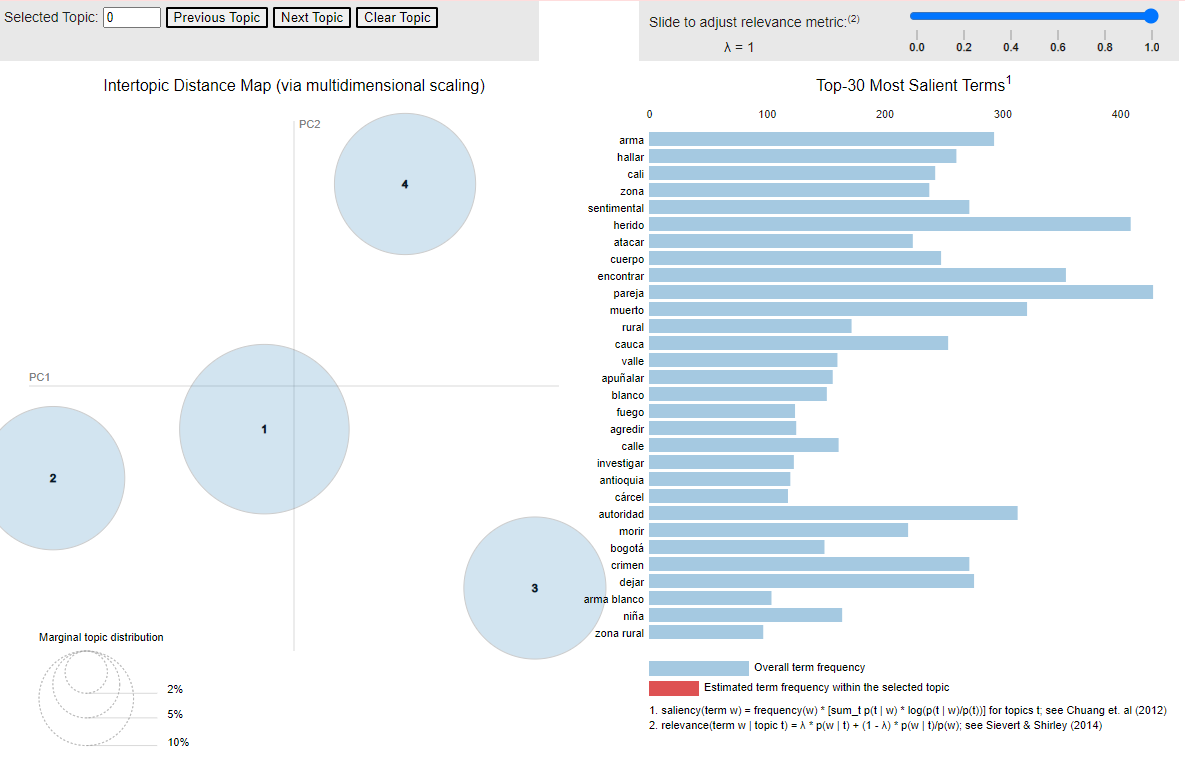 Selected Topic: 0 Previous Topic Next Topic Clear Topic
Slide to adjust relevance metric:(2)
λ = 1
0.0 0.2 0.4 0.6 0.8 1.0
Intertopic Distance Map (via multidimensional scaling)
PC2
PC1
4
1
2
3
Marginal topic distribution
2%
5%
10%
Top-30 Most Salient Terms1
0 100 200 300 400
arma
hallar
cali
zona
sentimental
herido
atacar
cuerpo
encontrar
pareja
muerto
rural
cauca
valle
apuñalar
blanco
fuego
agredir
calle
investigar
antioquia
cárcel
autoridad
morir
bogotá
crimen
dejar
arma blanco
niña
zona rural
Overall term frequency
Estimated term frequency within the selected topic
1. saliency(term w) = frequency(w) * [sum_t p(t | w) * log(p(t | w)/p(t))] for topics t; see Chuang et. al (2012)
2. relevance(term w | topic t) = λ * p(w | t) + (1 - λ) * p(w | t)/p(w); see Sievert & Shirley (2014)